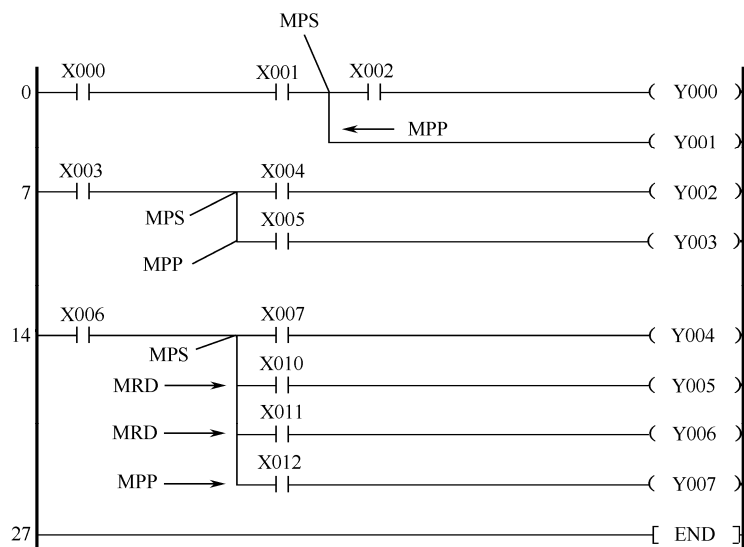 MPS
X000 X001 X002
0 Y000
MPP Y001
X003 X004
7 Y002
MPS X005
MPP Y003
X006 X007
14 Y004
MPS X010
MRD Y005
X011
MRD Y006
X012
MPP Y007
27 END